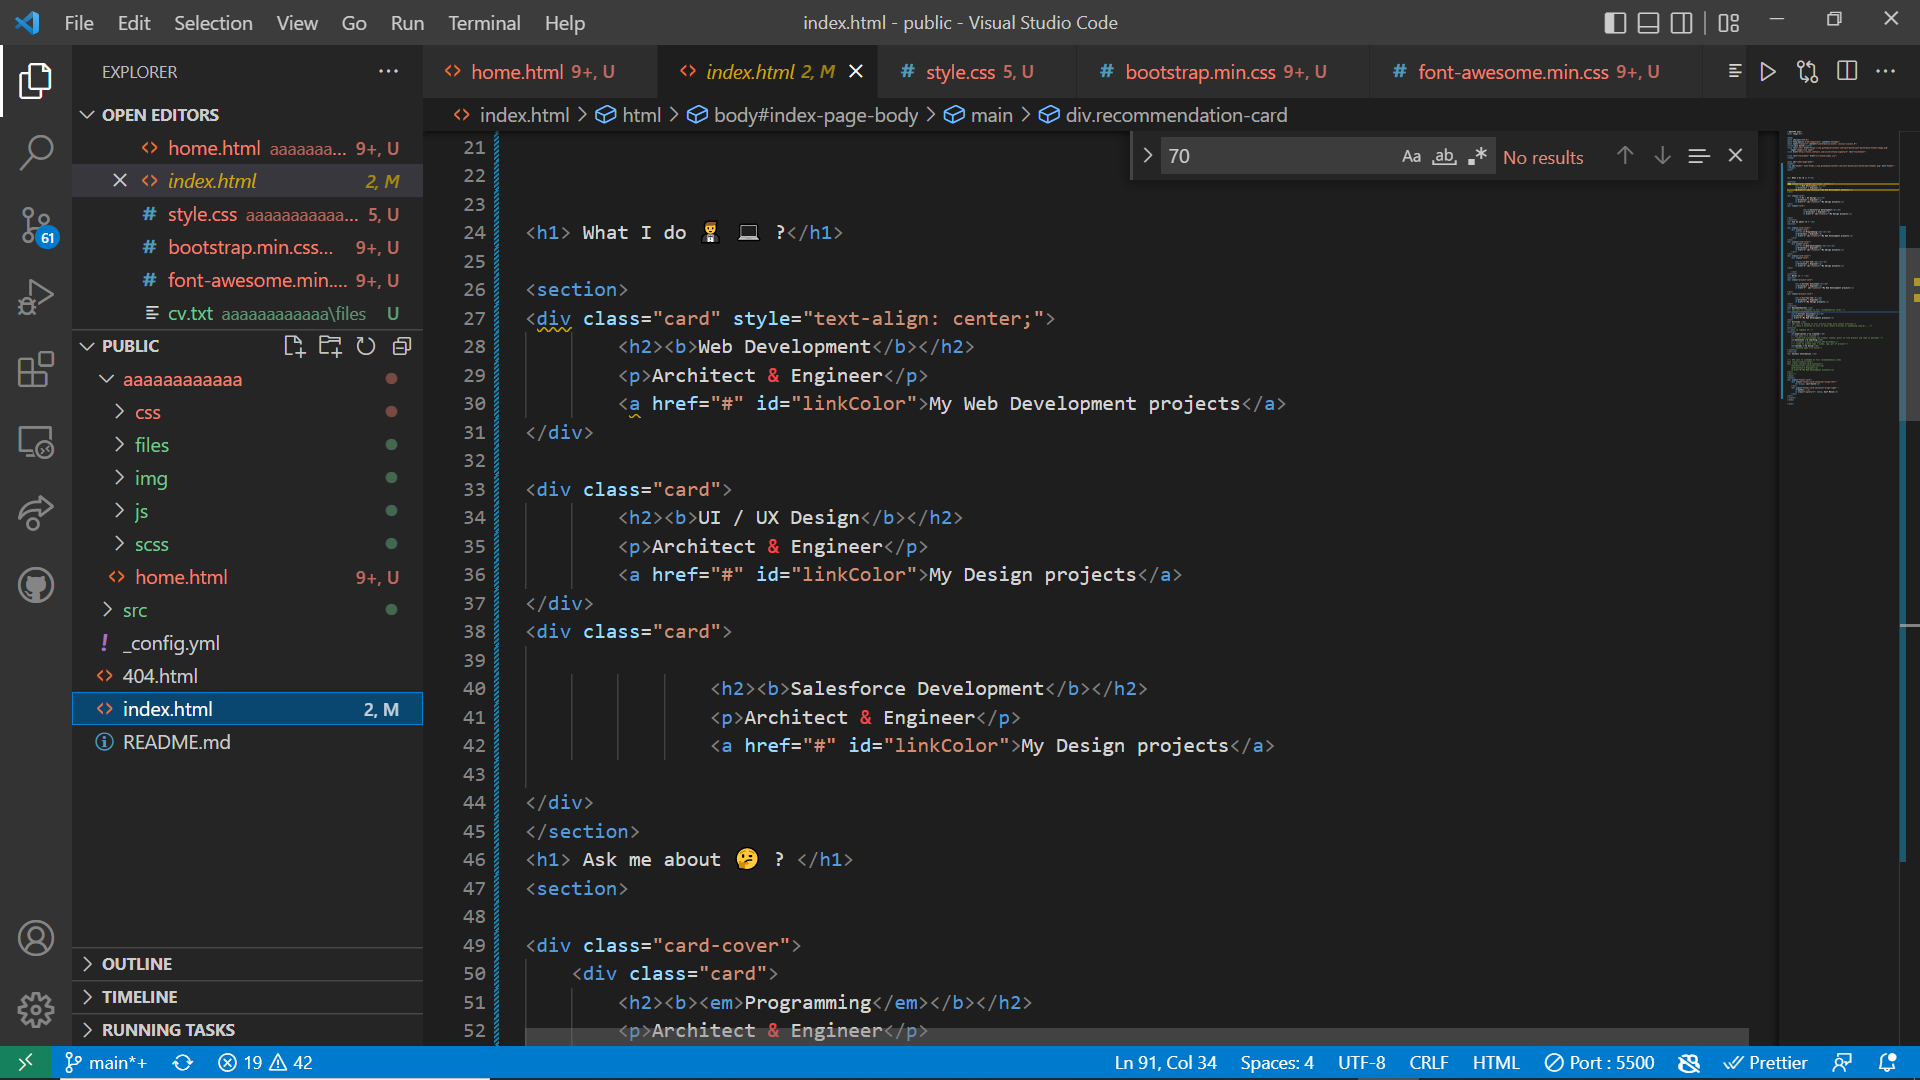 File Edit Selection View Go Run Terminal Help
index.html - public - Visual Studio Code
EXPLORER
OPEN EDITORS
home.html aaaaaaa... 9+, U
index.html 2, M
style.css aaaaaaaaaaa... 5, U
bootstrap.min.css... 9+, U
font-awesome.min.... 9+, U
cv.txt aaaaaaaaaaaa\files U
PUBLIC
aaaaaaaaaaaa
css
files
img
js
scss
home.html 9+, U
src
_config.yml
404.html
index.html 2, M
README.md
OUTLINE
TIMELINE
RUNNING TASKS
61
home.html 9+, U
index.html 2, M
style.css 5, U
bootstrap.min.css 9+, U
font-awesome.min.css 9+, U
index.html > html > body#index-page-body > main > div.recommendation-card
70 Aa ab No results
21
22
23
24 <h1> What I do 🤵 💻 ?</h1>
25
26 <section>
27 <div class="card" style="text-align: center;">
28 <h2><b>Web Development</b></h2>
29 <p>Architect & Engineer</p>
30 <a href="#" id="linkColor">My Web Development projects</a>
31 </div>
32
33 <div class="card">
34 <h2><b>UI / UX Design</b></h2>
35 <p>Architect & Engineer</p>
36 <a href="#" id="linkColor">My Design projects</a>
37 </div>
38 <div class="card">
39
40 <h2><b>Salesforce Development</b></h2>
41 <p>Architect & Engineer</p>
42 <a href="#" id="linkColor">My Design projects</a>
43
44 </div>
45 </section>
46 <h1> Ask me about 🤔 ? </h1>
47 <section>
48
49 <div class="card-cover">
50 <div class="card">
51 <h2><b><em>Programming</em></b></h2>
52 <p>Architect & Engineer</p>
main*+ 19 42
Ln 91, Col 34 Spaces: 4 UTF-8 CRLF HTML Port : 5500 Prettier